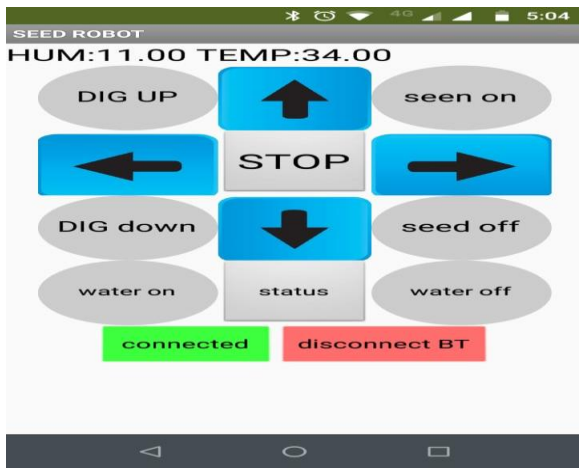 4G 5:04
SEED ROBOT
HUM:11.00 TEMP:34.00
DIG UP seen on
STOP
DIG down seed off
water on status water off
connected disconnect BT